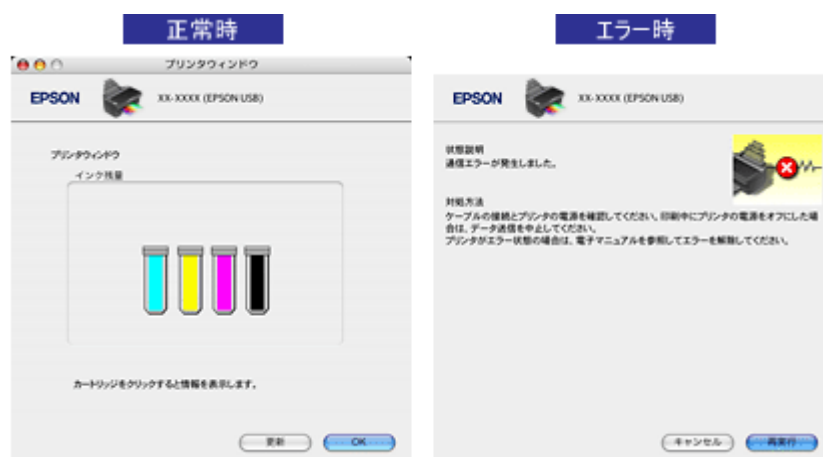 正常時
プリンタウィンドウ
EPSON
XX-XXXX (EPSON USB)
プリンタウィンドウ
インク残量
カートリッジをクリックすると情報を表示します。
更新
OK
エラー時
EPSON
XX-XXXX (EPSON USB)
状態説明
通信エラーが発生しました。
対処方法
ケーブルの接続とプリンタの電源を確認してください。印刷中にプリンタの電源をオフにした場
合は、データ送信を中止してください。
プリンタがエラー状態の場合は、電子マニュアルを参照してエラーを解除してください。
キャンセル
再実行